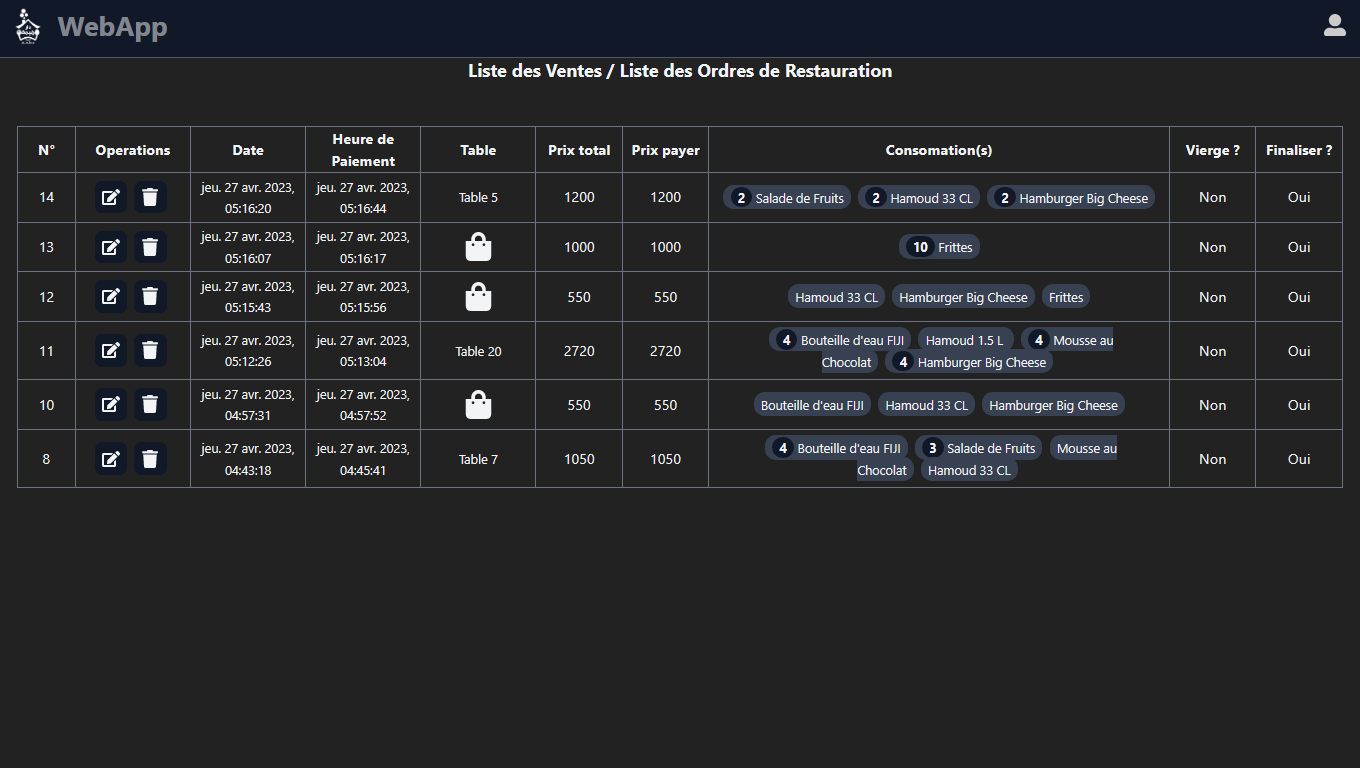 WebApp
Liste des Ventes / Liste des Ordres de Restauration
N° Operations Date Heure de Paiement Table Prix total Prix payer Consomation(s) Vierge ? Finaliser ?
14 jeu. 27 avr. 2023, 05:16:20 jeu. 27 avr. 2023, 05:16:44 Table 5 1200 1200 2 Salade de Fruits 2 Hamoud 33 CL 2 Hamburger Big Cheese Non Oui
13 jeu. 27 avr. 2023, 05:16:07 jeu. 27 avr. 2023, 05:16:17 1000 1000 10 Frittes Non Oui
12 jeu. 27 avr. 2023, 05:15:43 jeu. 27 avr. 2023, 05:15:56 550 550 Hamoud 33 CL Hamburger Big Cheese Frittes Non Oui
11 jeu. 27 avr. 2023, 05:12:26 jeu. 27 avr. 2023, 05:13:04 Table 20 2720 2720 4 Bouteille d'eau FIJI Hamoud 1.5 L 4 Mousse au Chocolat 4 Hamburger Big Cheese Non Oui
10 jeu. 27 avr. 2023, 04:57:31 jeu. 27 avr. 2023, 04:57:52 550 550 Bouteille d'eau FIJI Hamoud 33 CL Hamburger Big Cheese Non Oui
8 jeu. 27 avr. 2023, 04:43:18 jeu. 27 avr. 2023, 04:45:41 Table 7 1050 1050 4 Bouteille d'eau FIJI 3 Salade de Fruits Mousse au Chocolat Hamoud 33 CL Non Oui